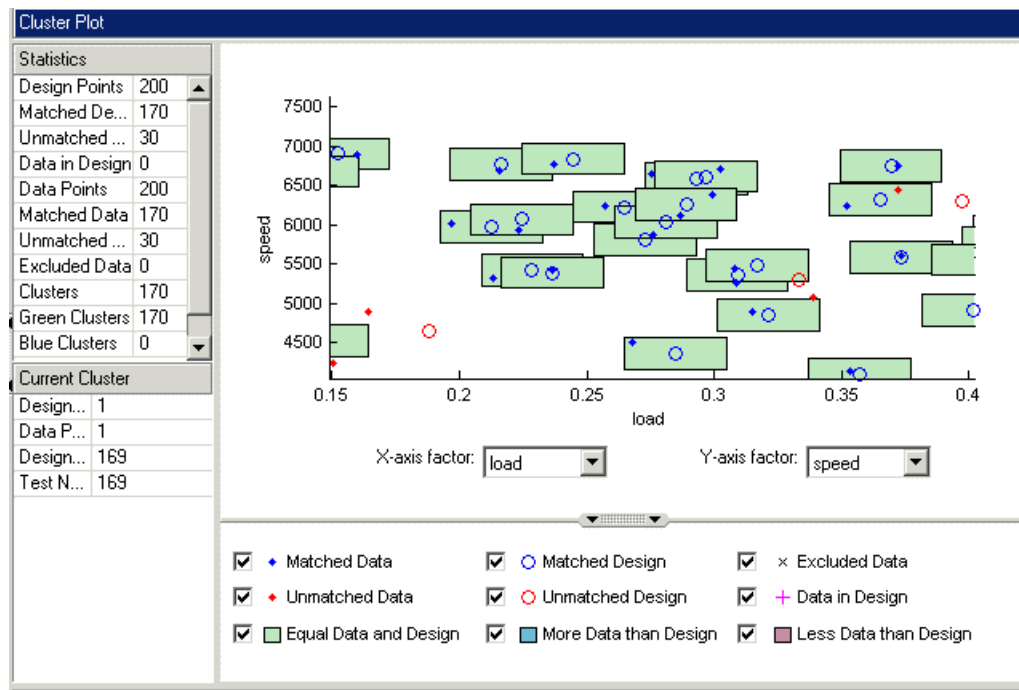 Cluster Plot
Statistics
Design Points 200
Matched De... 170
Unmatched ... 30
Data in Design 0
Data Points 200
Matched Data 170
Unmatched ... 30
Excluded Data 0
Clusters 170
Green Clusters 170
Blue Clusters 0
Current Cluster
Design... 1
Data P... 1
Design... 169
Test N... 169
7500
7000
6500
6000
5500
5000
4500
speed
0.15 0.2 0.25 0.3 0.35 0.4
load
X-axis factor: load Y-axis factor: speed
Matched Data Matched Design Excluded Data
Unmatched Data Unmatched Design Data in Design
Equal Data and Design More Data than Design Less Data than Design